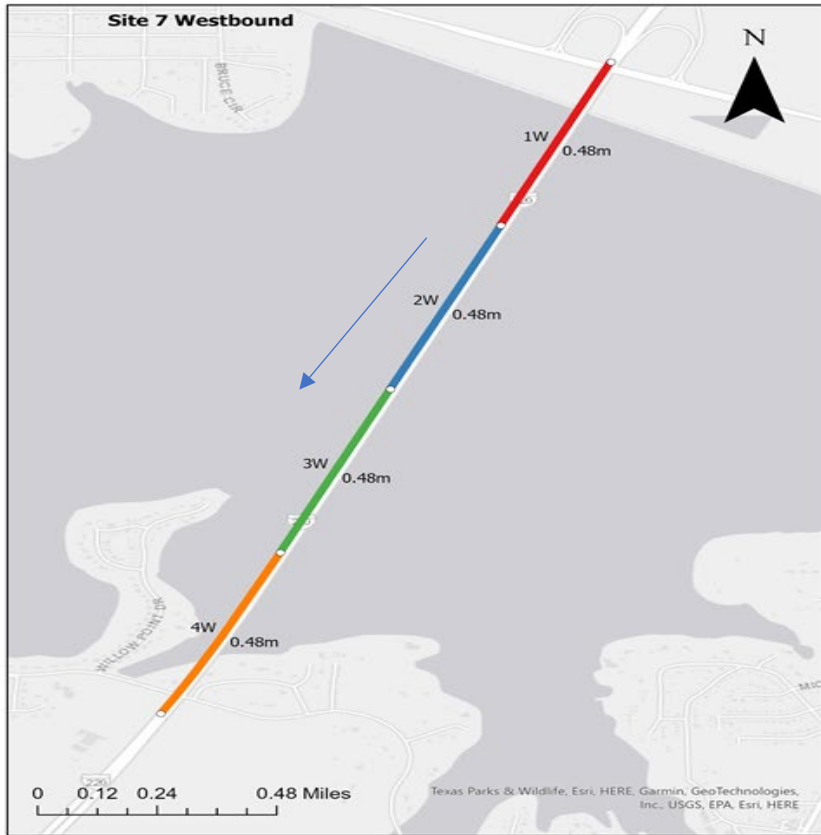 Site 7 Westbound
N
BRUCE CIR
1W
0.48m
2W
0.48m
3W
0.48m
4W
0.48m
WILLOW POINT DR
MIC
220
0 0.12 0.24 0.48 Miles
Texas Parks & Wildlife, Esri, HERE, Garmin, GeoTechnologies,
Inc., USGS, EPA, Esri, HERE